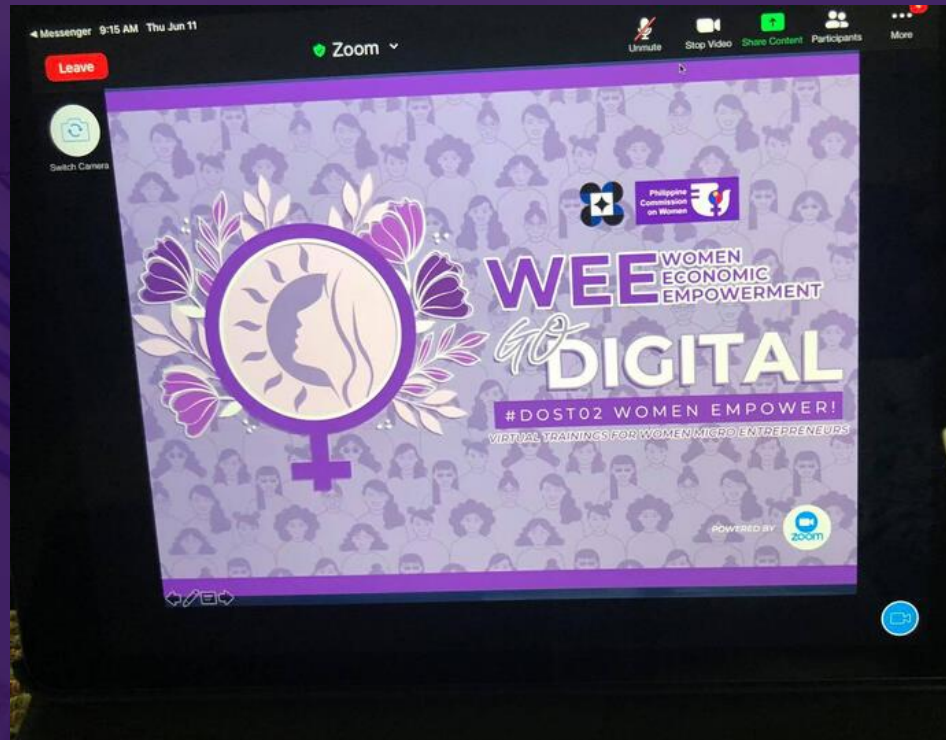 Messenger 9:15 AM Thu Jun 11
Zoom
Unmute
Stop Video
Share Content
Participants
More
Leave
Switch Camera
Philippine
Commission
on Women
WEE WOMEN
ECONOMIC
EMPOWERMENT
GO
DIGITAL
#DOST02 WOMEN EMPOWER!
VIRTUAL TRAININGS FOR WOMEN MICRO ENTREPRENEURS
POWERED BY
zoom